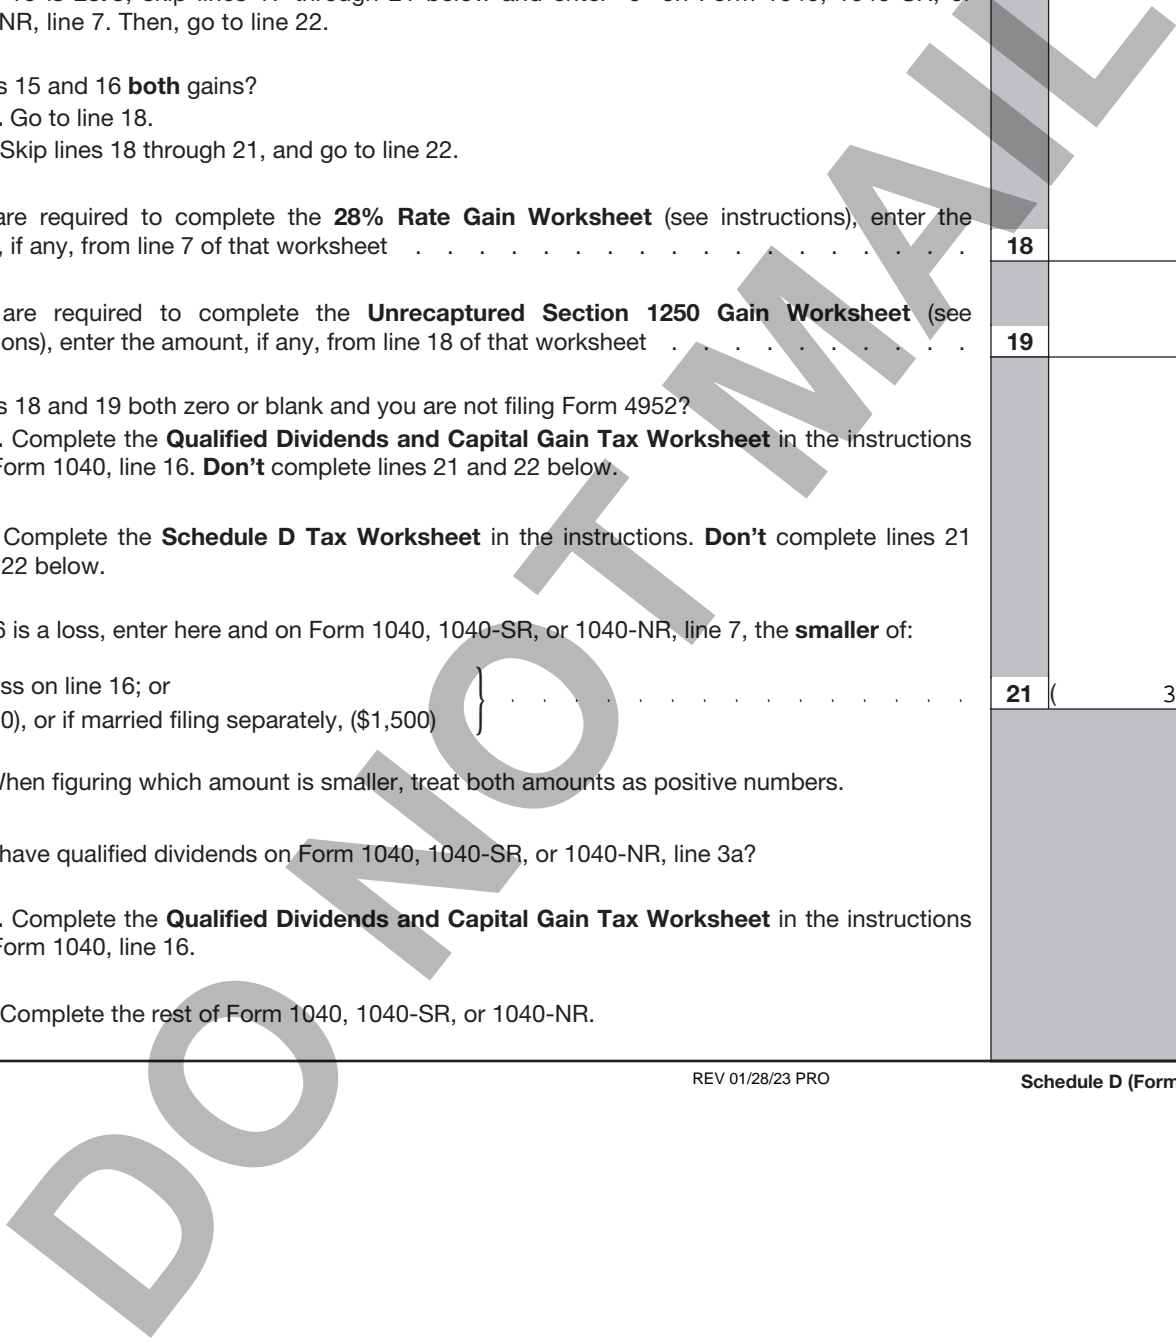 NR, line 7. Then, go to line 22.
s 15 and 16 both gains?
. Go to line 18.
Skip lines 18 through 21, and go to line 22.
are required to complete the 28% Rate Gain Worksheet (see instructions), enter the
, if any, from line 7 of that worksheet . . . . . . . . . . . . . . . . . . 18
are required to complete the Unrecaptured Section 1250 Gain Worksheet (see
ons), enter the amount, if any, from line 18 of that worksheet . . . . . . . . . . 19
s 18 and 19 both zero or blank and you are not filing Form 4952?
. Complete the Qualified Dividends and Capital Gain Tax Worksheet in the instructions
Form 1040, line 16. Don't complete lines 21 and 22 below.
Complete the Schedule D Tax Worksheet in the instructions. Don't complete lines 21
22 below.
6 is a loss, enter here and on Form 1040, 1040-SR, or 1040-NR, line 7, the smaller of:
ss on line 16; or
0), or if married filing separately, ($1,500) } . . . . . . . . . . . . . . . 21 ( 3
When figuring which amount is smaller, treat both amounts as positive numbers.
have qualified dividends on Form 1040, 1040-SR, or 1040-NR, line 3a?
. Complete the Qualified Dividends and Capital Gain Tax Worksheet in the instructions
Form 1040, line 16.
Complete the rest of Form 1040, 1040-SR, or 1040-NR.
REV 01/28/23 PRO Schedule D (Form
DO NOT MAIL